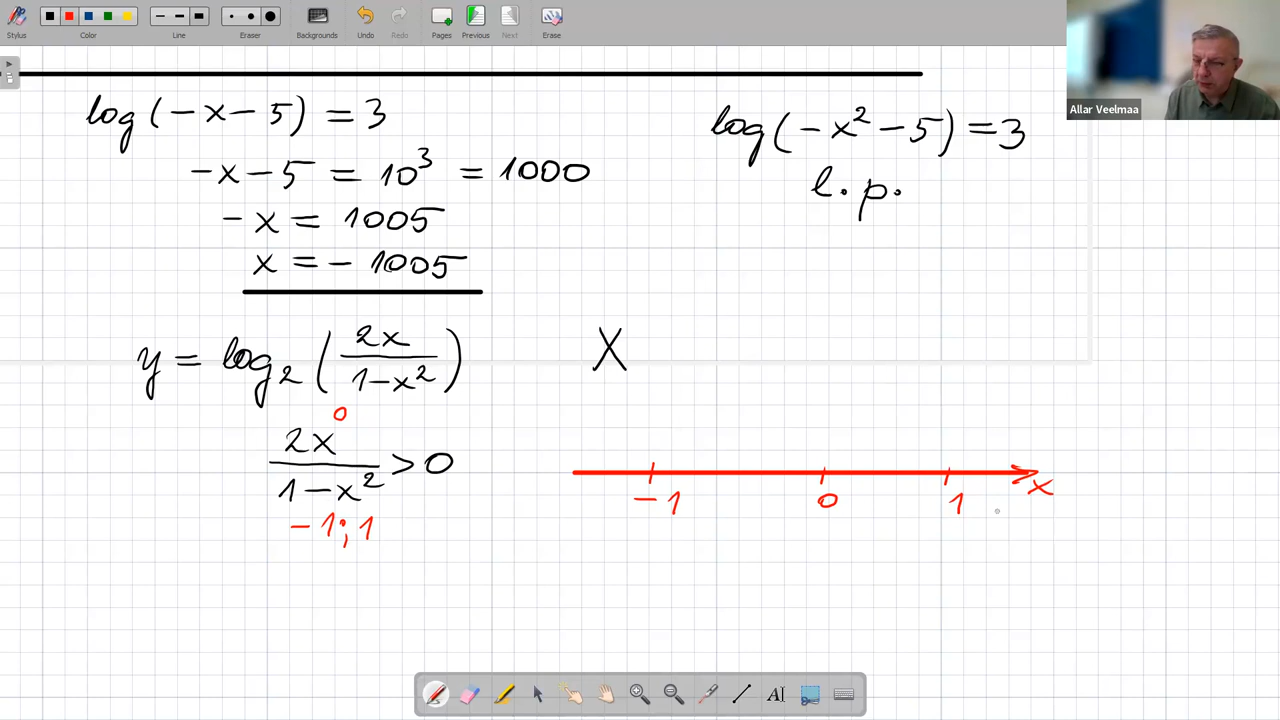 Stylus Color Line Eraser Backgrounds Undo Redo Pages Previous Next Erase
Allar Veelmaa
log(-x-5) = 3
-x-5 = 10³ = 1000
-x = 1005
x = -1005
log(-x²-5) = 3
l.p.
y = log₂(2x/(1-x²))
X
0
2x/(1-x²) > 0
-1; 1
-1 0 1 x
AI